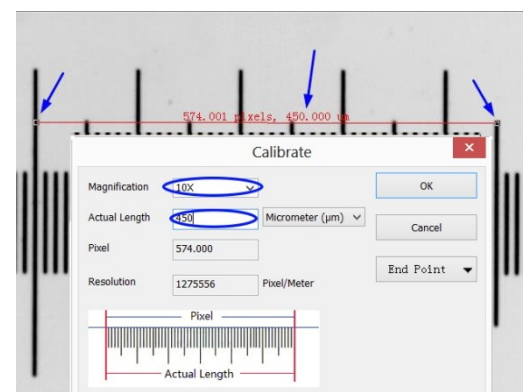 574.001 pixels, 450.000 um
Calibrate
Magnification 10X OK
Actual Length 450 Micrometer (μm) Cancel
Pixel 574.000 End Point
Resolution 1275556 Pixel/Meter
Pixel
Actual Length